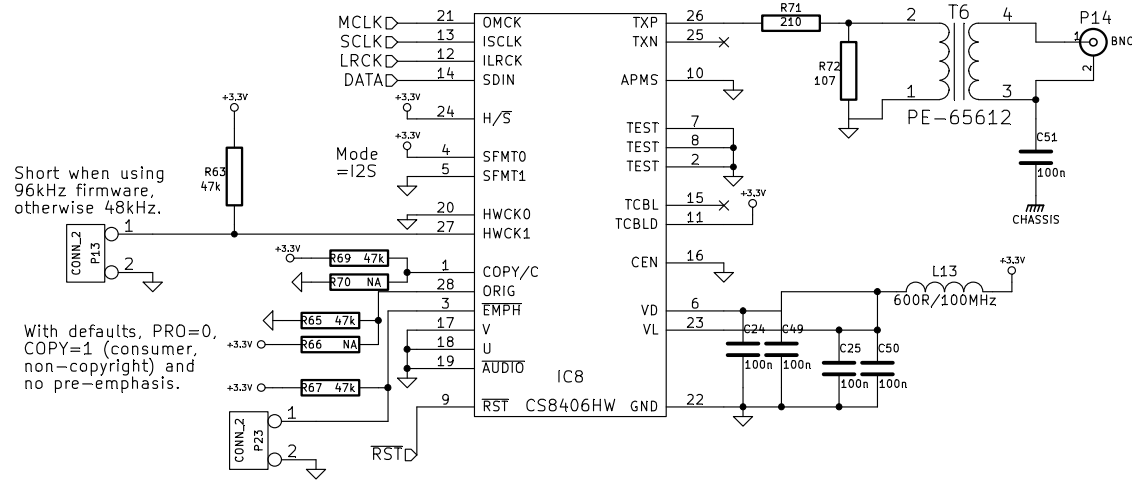 MCLK 21 OMCK TXP 26 R71 210 2 T6 4 P14
SCLK 13 ISCLK TXN 25 1 BNC
LRCK 12 ILRCK R72 107 2
DATA 14 SDIN APMS 10 1 3
PE-65612
+3.3V +3.3V 24 H/S TEST 7
+3.3V TEST 8 C51
Mode 4 SFMT0 TEST 2 100n
=I2S 5 SFMT1
R63 47k
Short when using
96kHz firmware,
otherwise 48kHz.
20 HWCK0 TCBL 15 +3.3V
CHASSIS
1 27 HWCK1 TCBLD 11
CONN_2 P13 2
+3.3V R69 47k 1 COPY/C CEN 16 L13 +3.3V
R70 NA 28 ORIG 600R/100MHz
3 EMPH VD 6
R65 47k 17 V VL 23
+3.3V R66 NA 18 U C24 C49
With defaults, PRO=0,
COPY=1 (consumer,
non-copyright) and
no pre-emphasis.
19 AUDIO 100n 100n C25 C50
100n 100n
+3.3V R67 47k IC8
9 RST CS8406HW GND 22
1
CONN_2 P23 2
RST